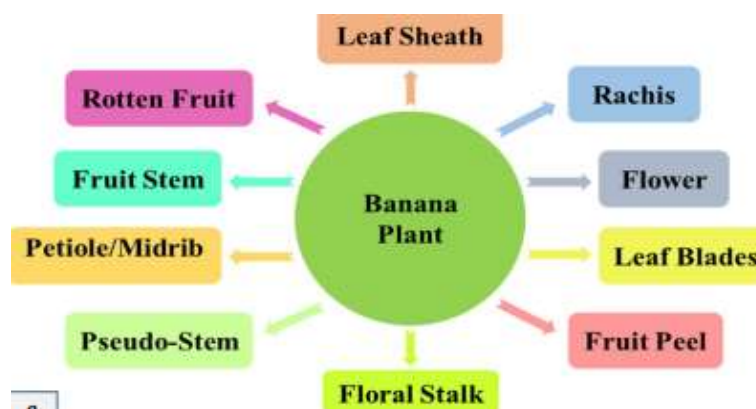 Leaf Sheath
Rotten Fruit
Rachis
Fruit Stem
Flower
Banana
Plant
Petiole/Midrib
Leaf Blades
Pseudo-Stem
Fruit Peel
Floral Stalk